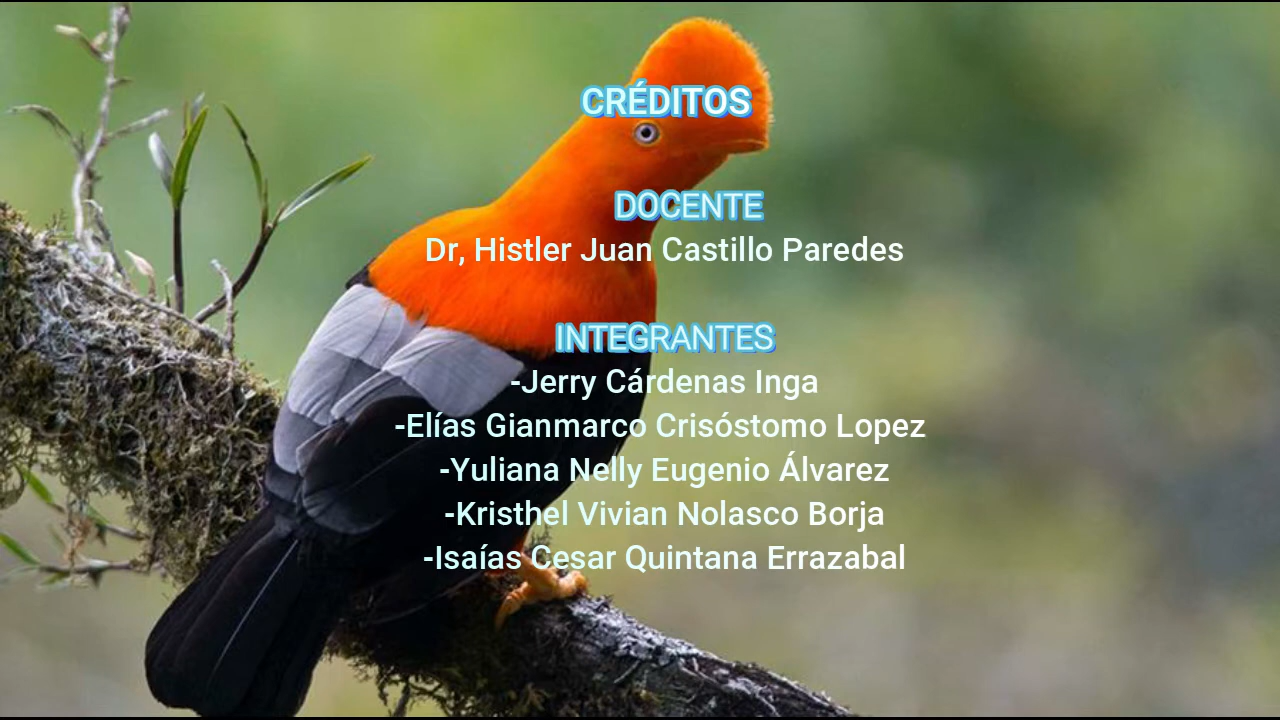 CRÉDITOS
DOCENTE
Dr, Histler Juan Castillo Paredes
INTEGRANTES
-Jerry Cárdenas Inga
-Elías Gianmarco Crisóstomo Lopez
-Yuliana Nelly Eugenio Álvarez
-Kristhel Vivian Nolasco Borja
-Isaías Cesar Quintana Errazabal